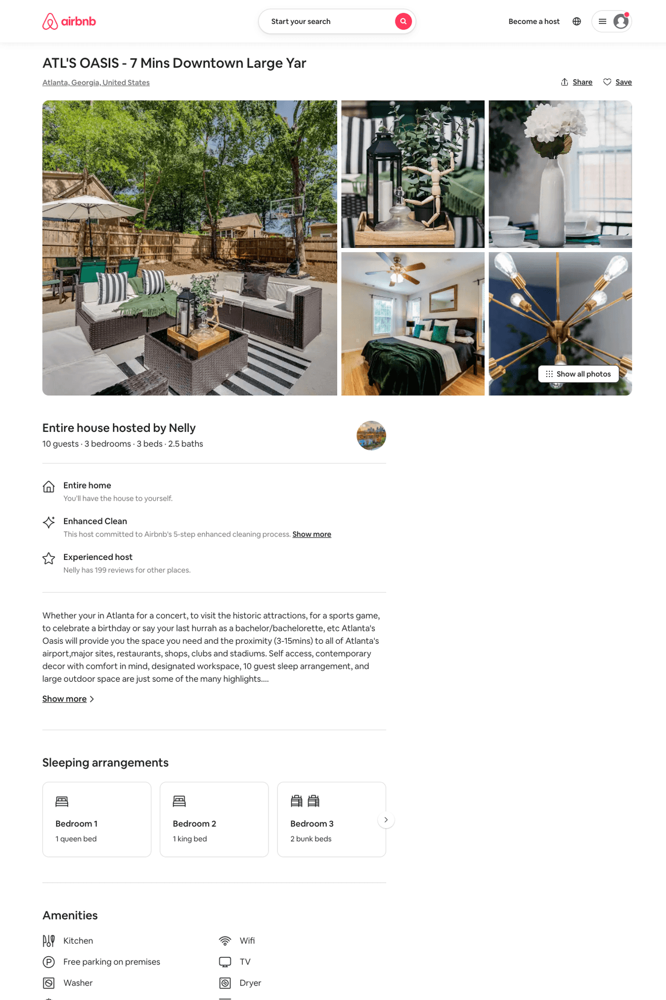 airbnb
Start your search
Become a host
ATL'S OASIS - 7 Mins Downtown Large Yar
Atlanta, Georgia, United States
Share
Save
Show all photos
Entire house hosted by Nelly
10 guests · 3 bedrooms · 3 beds · 2.5 baths
Entire home
You'll have the house to yourself.
Enhanced Clean
This host committed to Airbnb's 5-step enhanced cleaning process. Show more
Experienced host
Nelly has 199 reviews for other places.
Whether your in Atlanta for a concert, to visit the historic attractions, for a sports game,
to celebrate a birthday or say your last hurrah as a bachelor/bachelorette, etc Atlanta's
Oasis will provide you the space you need and the proximity (3-15mins) to all of Atlanta's
airport,major sites, restaurants, shops, clubs and stadiums. Self access, contemporary
decor with comfort in mind, designated workspace, 10 guest sleep arrangement, and
large outdoor space are just some of the many highlights....
Show more
Sleeping arrangements
Bedroom 1
1 queen bed
Bedroom 2
1 king bed
Bedroom 3
2 bunk beds
Amenities
Kitchen
Wifi
Free parking on premises
TV
Washer
Dryer